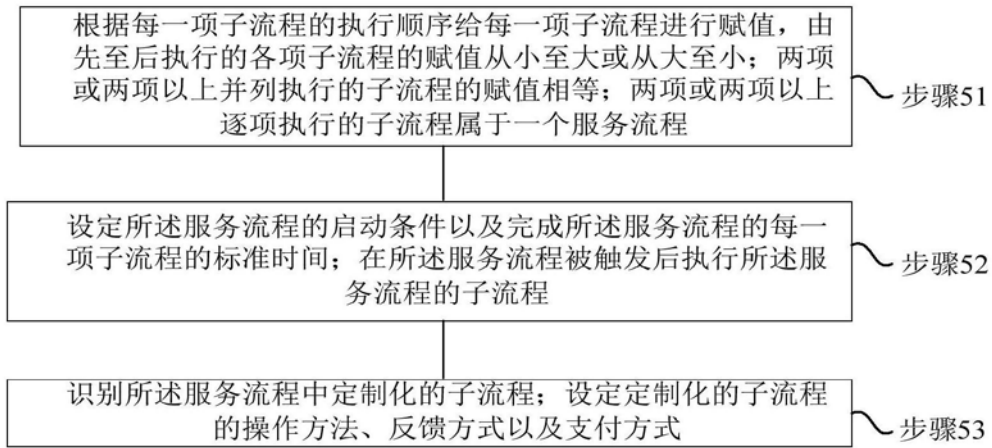 根据每一项子流程的执行顺序给每一项子流程进行赋值，由
先至后执行的各项子流程的赋值从小至大或从大至小；两项
或两项以上并列执行的子流程的赋值相等；两项或两项以上
逐项执行的子流程属于一个服务流程
步骤51
设定所述服务流程的启动条件以及完成所述服务流程的每一
项子流程的标准时间；在所述服务流程被触发后执行所述服
务流程的子流程
步骤52
识别所述服务流程中定制化的子流程；设定定制化的子流程
的操作方法、反馈方式以及支付方式
步骤53